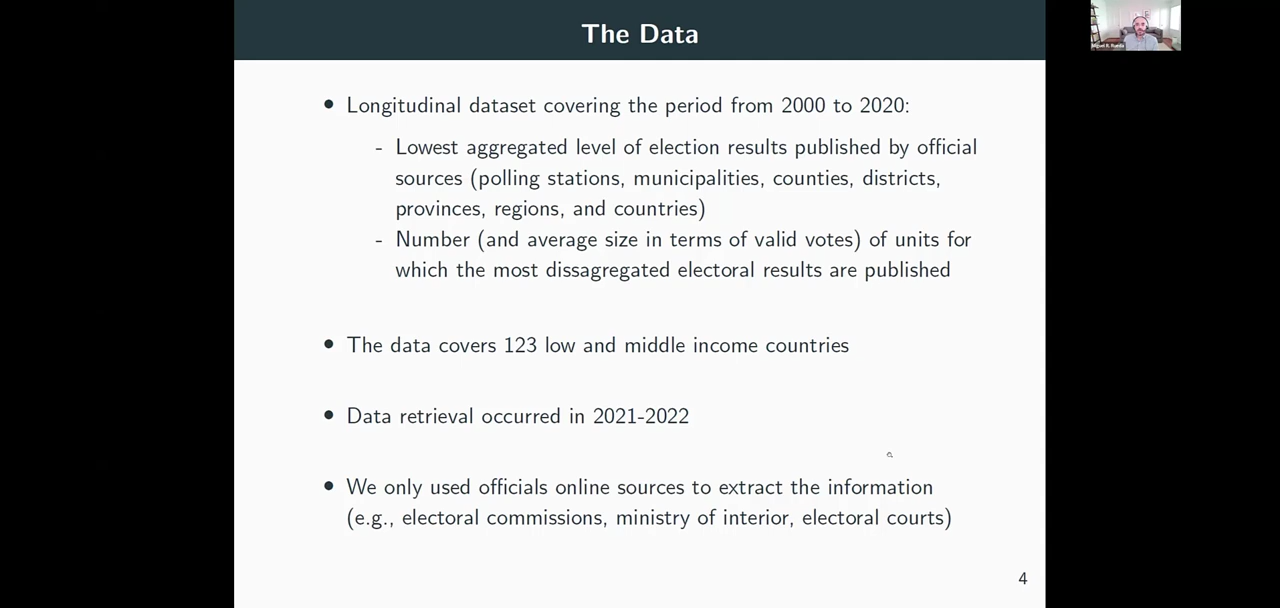 The Data
Miguel R. Rueda
• Longitudinal dataset covering the period from 2000 to 2020:
- Lowest aggregated level of election results published by official
sources (polling stations, municipalities, counties, districts,
provinces, regions, and countries)
- Number (and average size in terms of valid votes) of units for
which the most dissagregated electoral results are published
• The data covers 123 low and middle income countries
• Data retrieval occurred in 2021-2022
• We only used officials online sources to extract the information
(e.g., electoral commissions, ministry of interior, electoral courts)
4